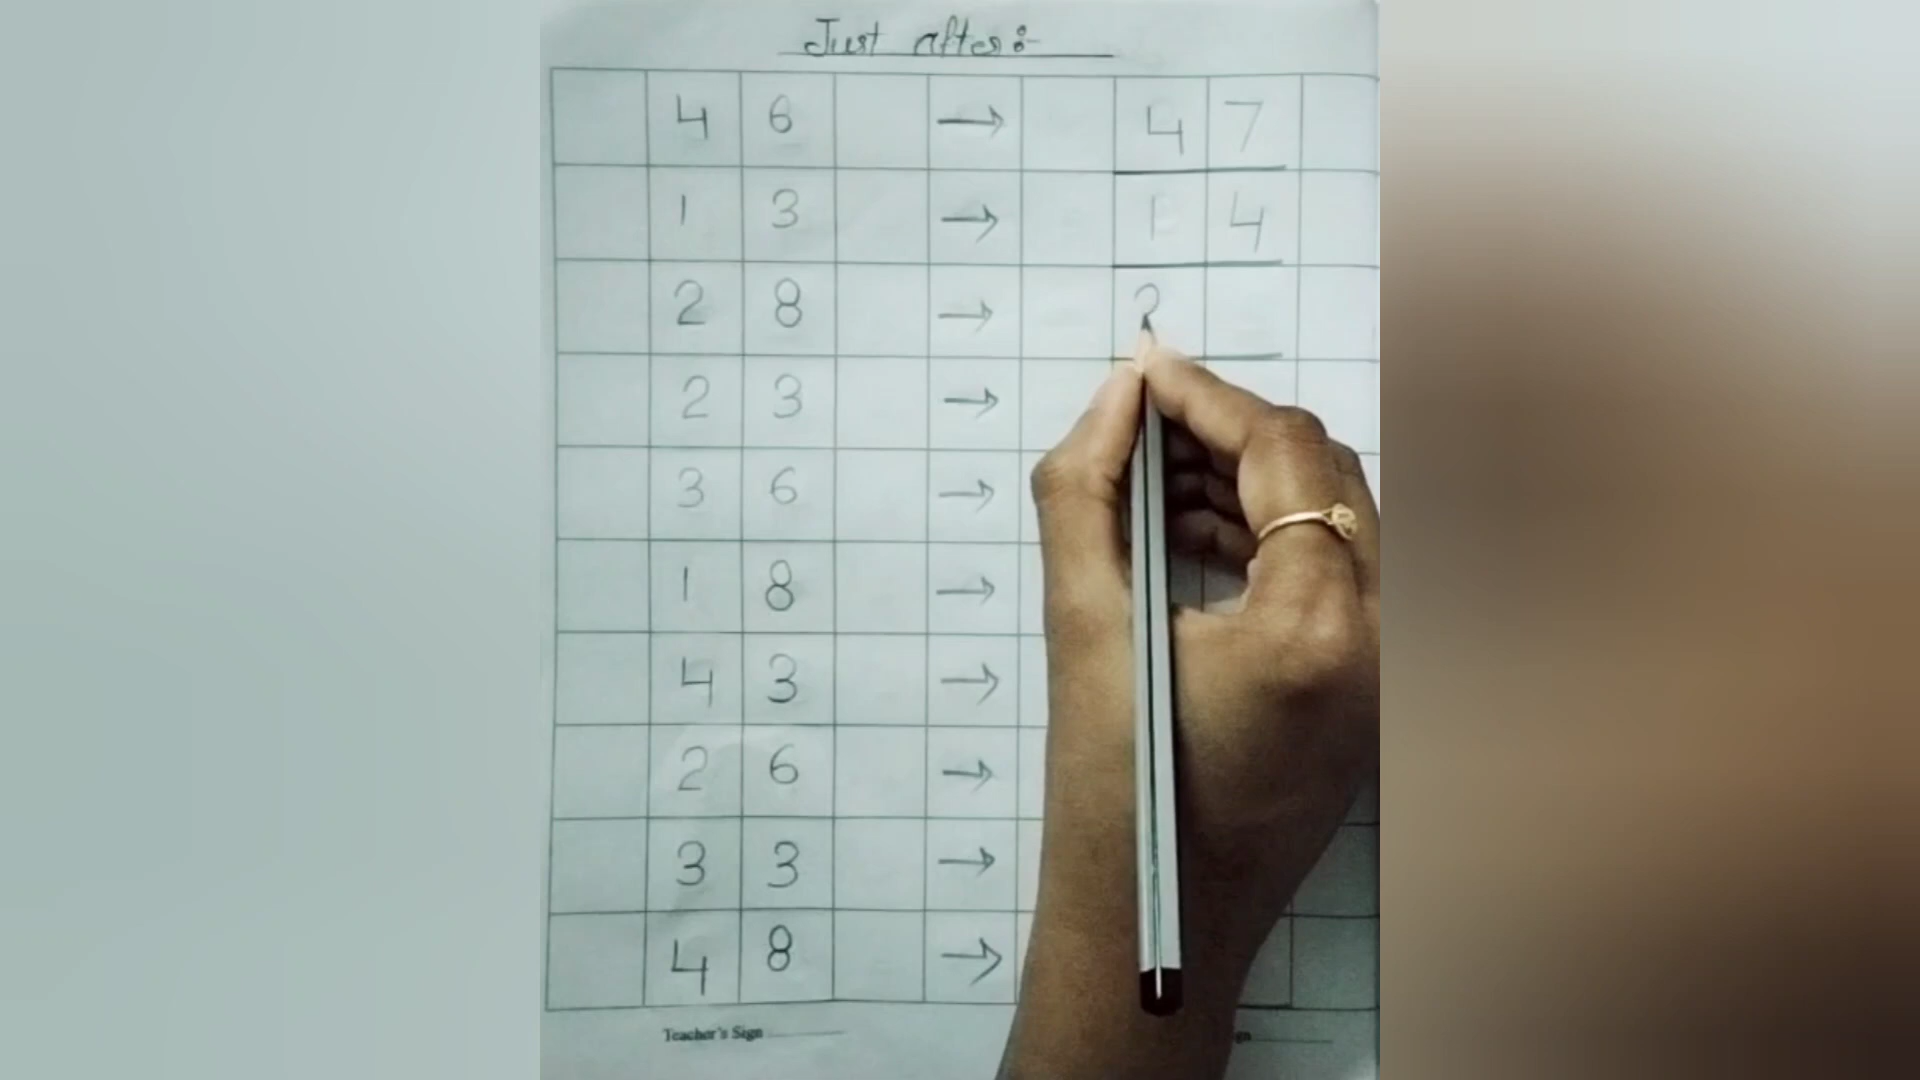 Just after:-
4 6 → 4 7
1 3 → 1 4
2 8 → 2
2 3 →
3 6 →
1 8 →
4 3 →
2 6 →
3 3 →
4 8 →
Teacher's Sign